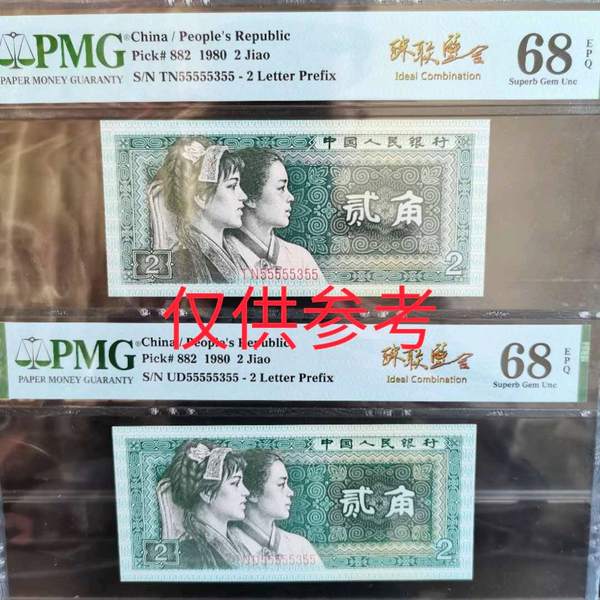 PMG
PAPER MONEY GUARANTY
China / People's Republic
Pick# 882 1980 2 Jiao
S/N TN55555355 - 2 Letter Prefix
珠联璧合
Ideal Combination
68
EPQ
Superb Gem Unc
中国人民银行
贰角
TN55555355
2
2
仅供参考
PMG
PAPER MONEY GUARANTY
China / People's Republic
Pick# 882 1980 2 Jiao
S/N UD55555355 - 2 Letter Prefix
珠联璧合
Ideal Combination
68
EPQ
Superb Gem Unc
中国人民银行
贰角
UD55555355
2
2